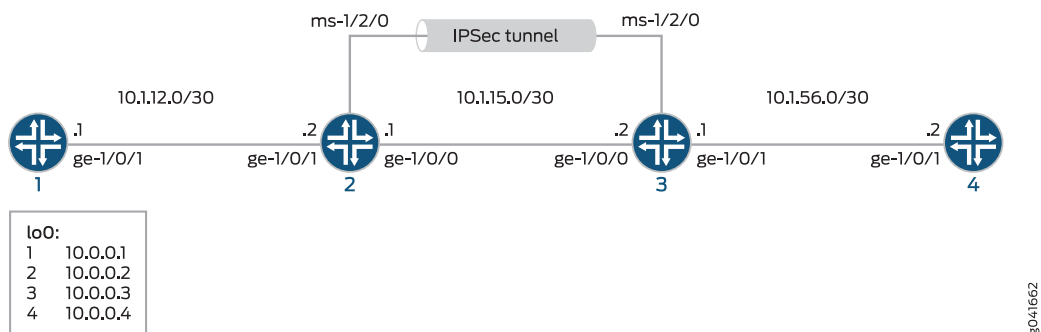 ms-1/2/0
IPSec tunnel
ms-1/2/0
10.1.12.0/30
10.1.15.0/30
10.1.56.0/30
.1
.2
.1
.2
.1
.2
ge-1/0/1
ge-1/0/1
ge-1/0/0
ge-1/0/0
ge-1/0/1
ge-1/0/1
1
2
3
4
lo0:
1 10.0.0.1
2 10.0.0.2
3 10.0.0.3
4 10.0.0.4
g041662